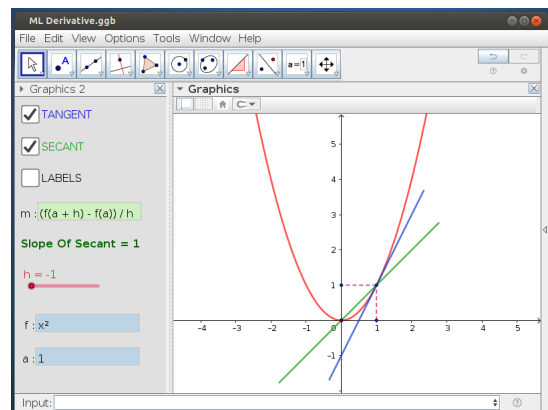 ML Derivative.ggb
File Edit View Options Tools Window Help
A
a=1
Graphics 2
Graphics
TANGENT
SECANT
LABELS
m : (f(a + h) - f(a)) / h
Slope Of Secant = 1
h = -1
f : x²
a : 1
5
4
3
2
1
-4 -3 -2 -1 0 1 2 3 4 5
-1
Input: